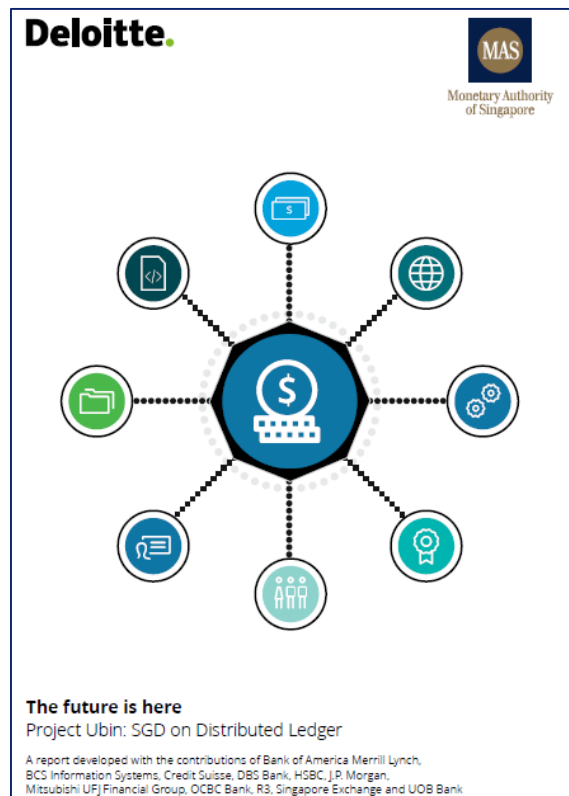 Deloitte.
MAS
Monetary Authority
of Singapore
$
</>
$
The future is here
Project Ubin: SGD on Distributed Ledger
A report developed with the contributions of Bank of America Merrill Lynch,
BCS Information Systems, Credit Suisse, DBS Bank, HSBC, J.P. Morgan,
Mitsubishi UFJ Financial Group, OCBC Bank, R3, Singapore Exchange and UOB Bank